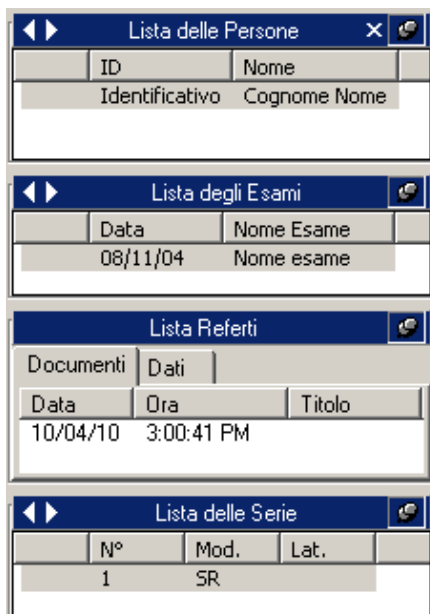 Lista delle Persone
ID Nome
Identificativo Cognome Nome
Lista degli Esami
Data Nome Esame
08/11/04 Nome esame
Lista Referti
Documenti Dati
Data Ora Titolo
10/04/10 3:00:41 PM
Lista delle Serie
N° Mod. Lat.
1 SR